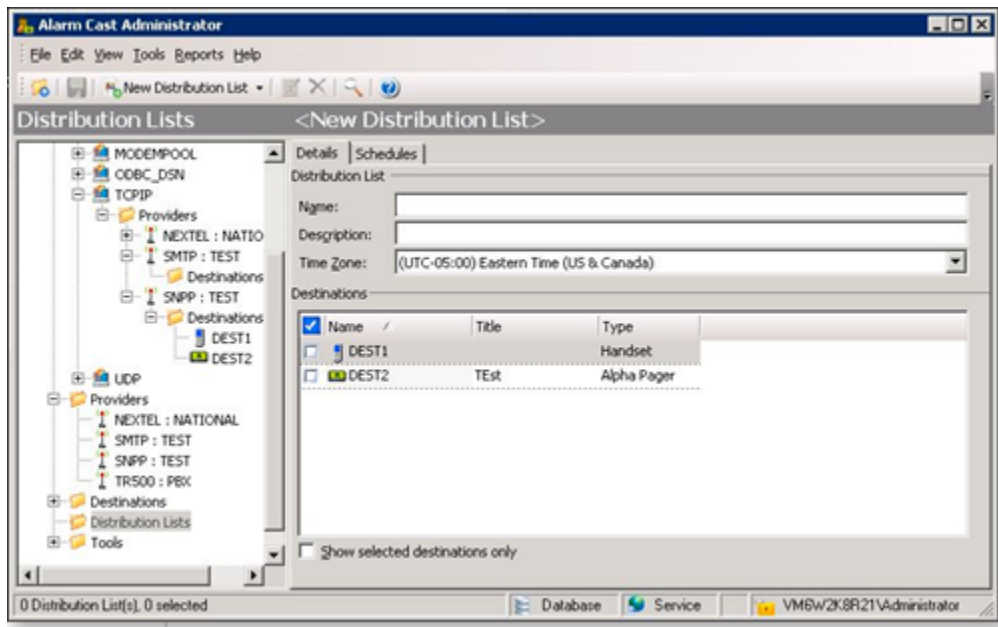 Alarm Cast Administrator
File Edit View Tools Reports Help
New Distribution List
Distribution Lists
<New Distribution List>
MODEMPOOL
ODBC_DSN
TCPIP
Providers
NEXTEL : NATIO
SMTP : TEST
Destinations
SNPP : TEST
Destinations
DEST1
DEST2
UDP
Providers
NEXTEL : NATIONAL
SMTP : TEST
SNPP : TEST
TR500 : PBX
Destinations
Distribution Lists
Tools
Details Schedules
Distribution List
Name:
Description:
Time Zone: (UTC-05:00) Eastern Time (US & Canada)
Destinations
Name Title Type
DEST1 Handset
DEST2 TEst Alpha Pager
Show selected destinations only
0 Distribution List(s), 0 selected Database Service VM6W2K8R21\Administrator